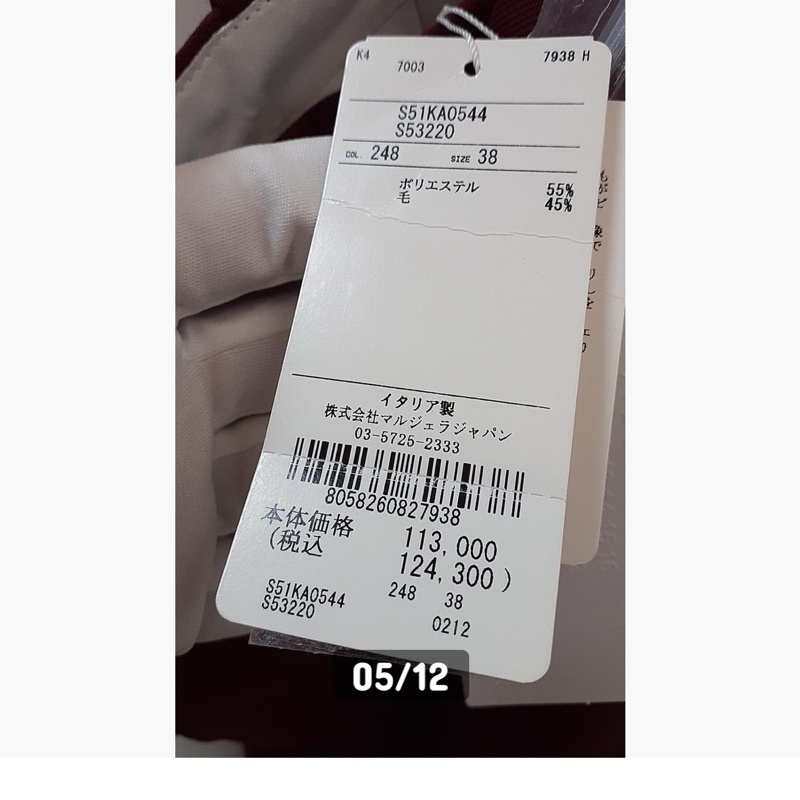 K4 7003 7938 H
S51KA0544
S53220
COL. 248 SIZE 38
ポリエステル 55%
毛 45%
イタリア製
株式会社マルジェラジャパン
03-5725-2333
8058260827938
本体価格 113,000
(税込 124,300)
S51KA0544 248 38
S53220 0212
05/12